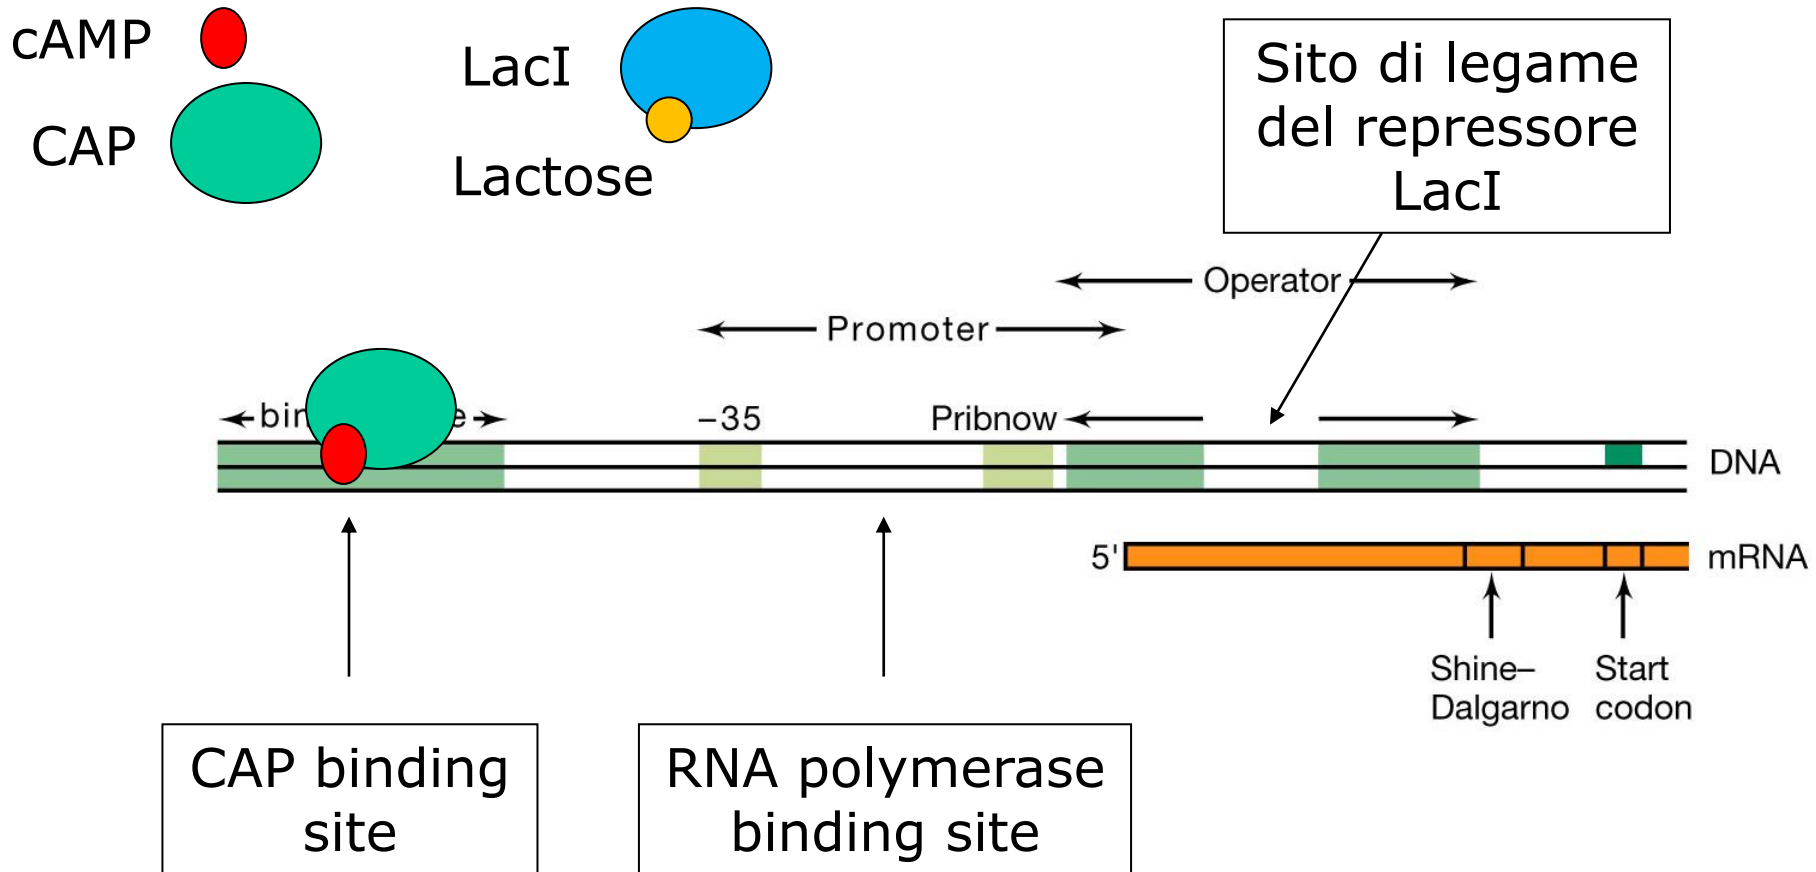 cAMP
CAP
LacI
Lactose
Sito di legame
del repressore
LacI
Operator
Promoter
-35
Pribnow
DNA
5'
mRNA
Shine–
Dalgarno
Start
codon
CAP binding
site
RNA polymerase
binding site